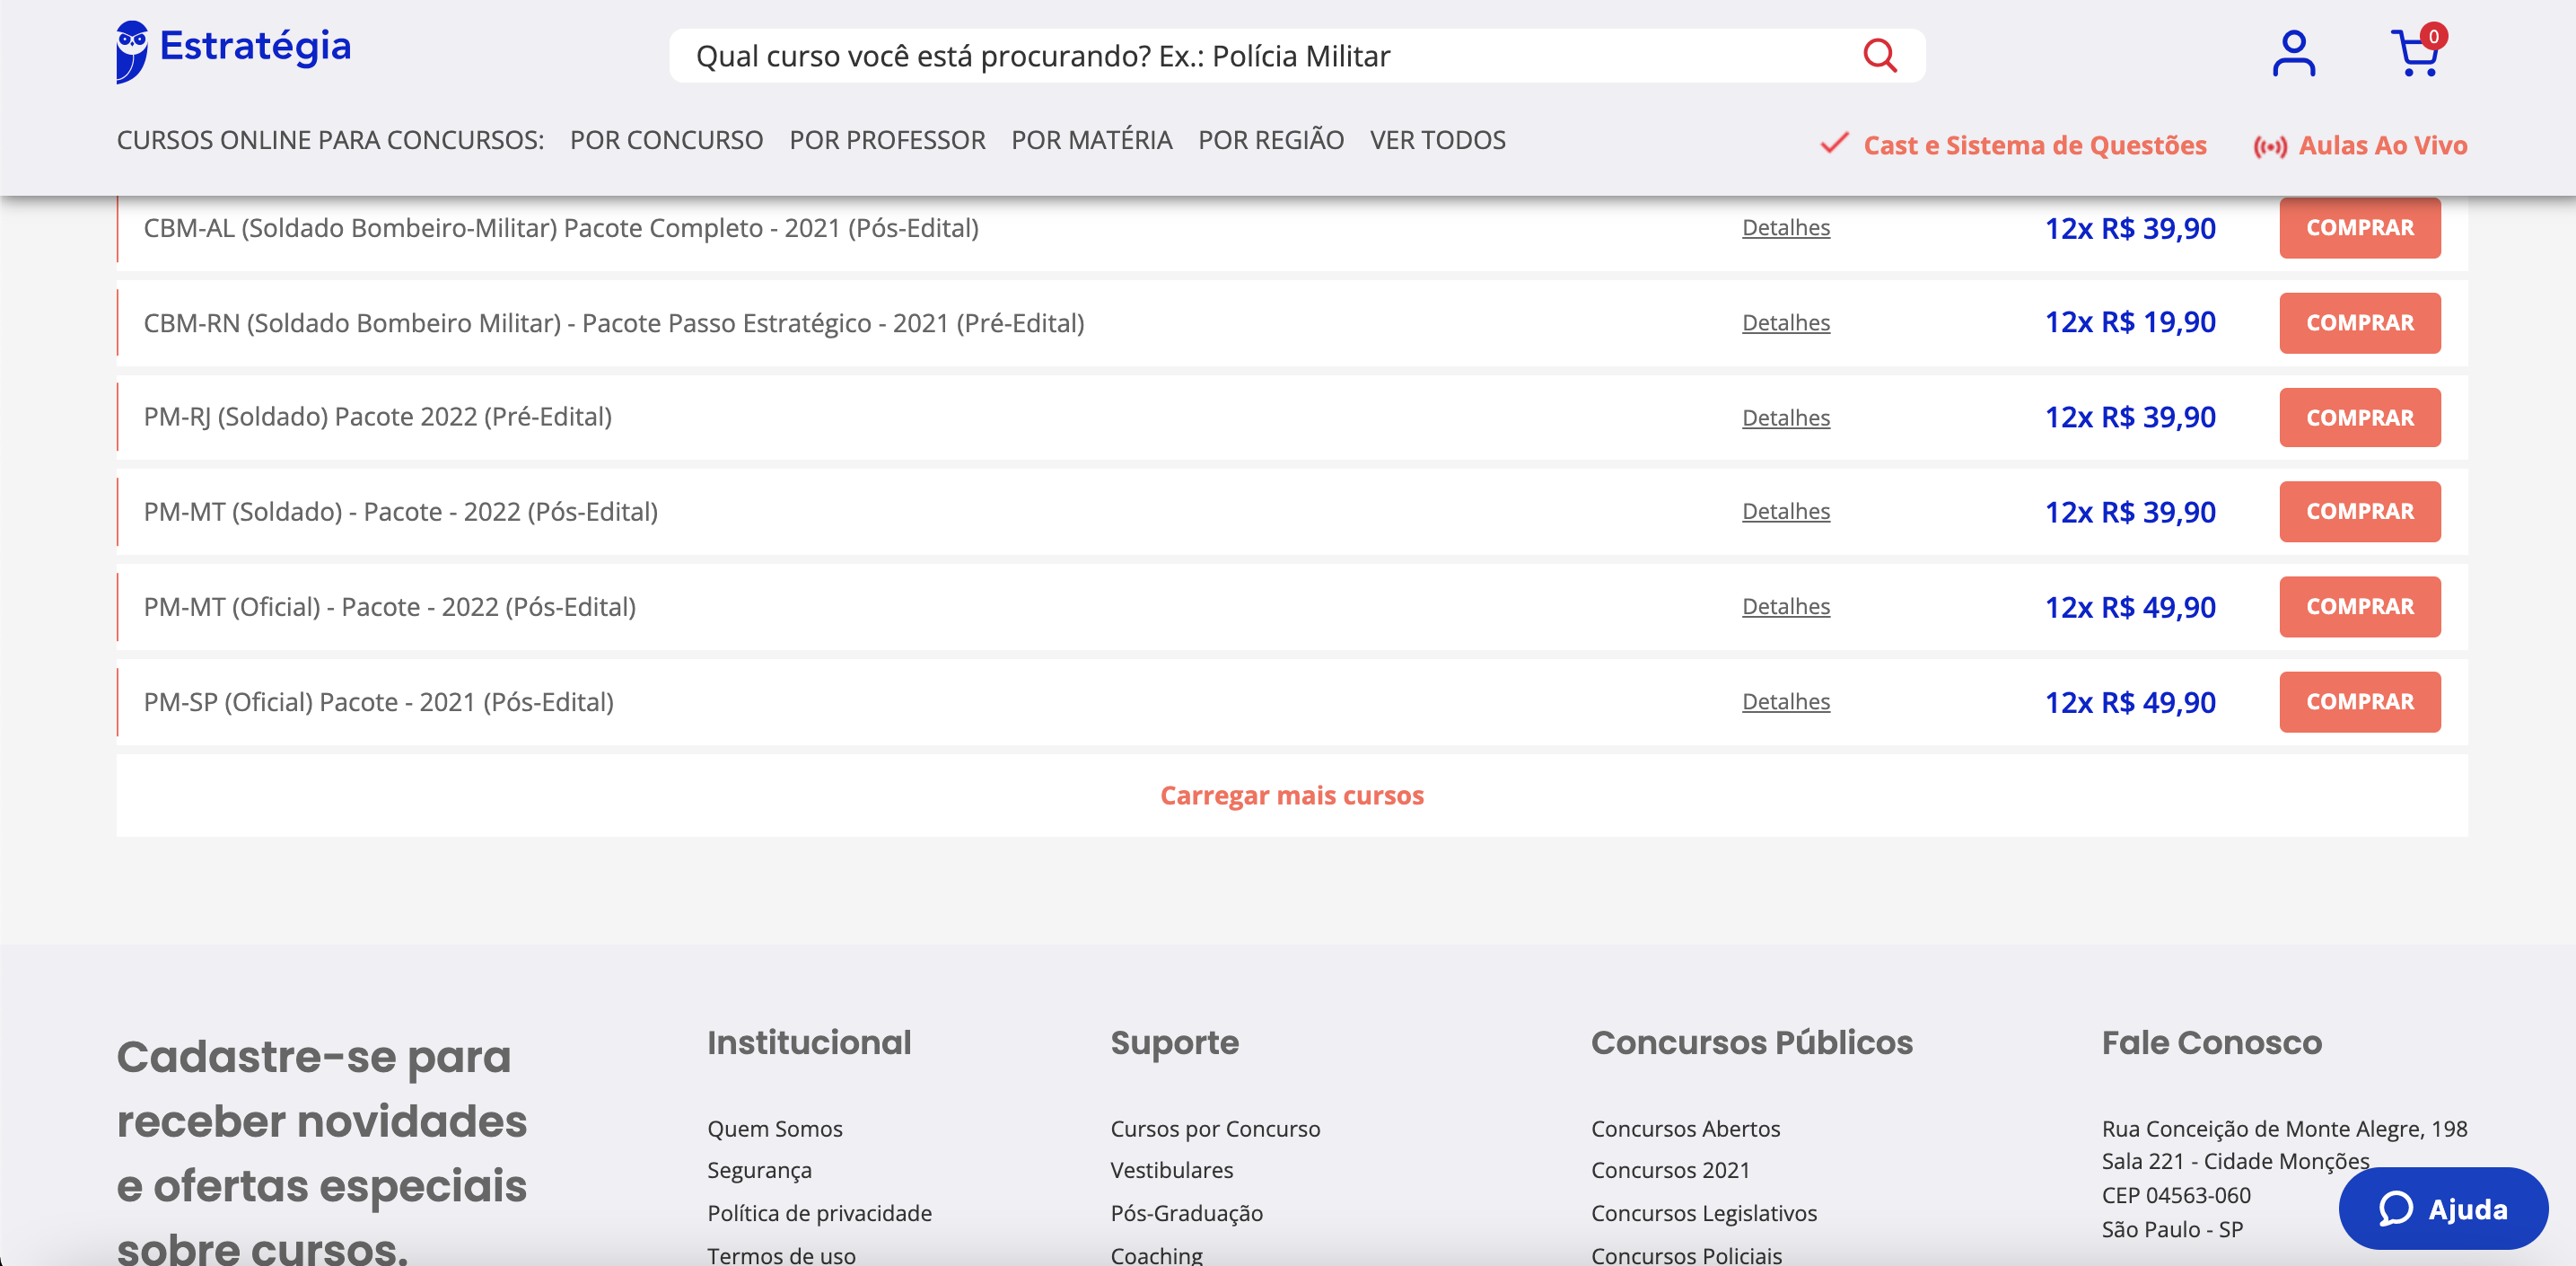 Estratégia
Qual curso você está procurando? Ex.: Polícia Militar
0
CURSOS ONLINE PARA CONCURSOS: POR CONCURSO POR PROFESSOR POR MATÉRIA POR REGIÃO VER TODOS
Cast e Sistema de Questões Aulas Ao Vivo
CBM-AL (Soldado Bombeiro-Militar) Pacote Completo - 2021 (Pós-Edital) Detalhes 12x R$ 39,90 COMPRAR
CBM-RN (Soldado Bombeiro Militar) - Pacote Passo Estratégico - 2021 (Pré-Edital) Detalhes 12x R$ 19,90 COMPRAR
PM-RJ (Soldado) Pacote 2022 (Pré-Edital) Detalhes 12x R$ 39,90 COMPRAR
PM-MT (Soldado) - Pacote - 2022 (Pós-Edital) Detalhes 12x R$ 39,90 COMPRAR
PM-MT (Oficial) - Pacote - 2022 (Pós-Edital) Detalhes 12x R$ 49,90 COMPRAR
PM-SP (Oficial) Pacote - 2021 (Pós-Edital) Detalhes 12x R$ 49,90 COMPRAR
Carregar mais cursos
Cadastre-se para
receber novidades
e ofertas especiais
sobre cursos.
Institucional
Quem Somos
Segurança
Política de privacidade
Termos de uso
Suporte
Cursos por Concurso
Vestibulares
Pós-Graduação
Coaching
Concursos Públicos
Concursos Abertos
Concursos 2021
Concursos Legislativos
Concursos Policiais
Fale Conosco
Rua Conceição de Monte Alegre, 198
Sala 221 - Cidade Monções
CEP 04563-060
São Paulo - SP
Ajuda